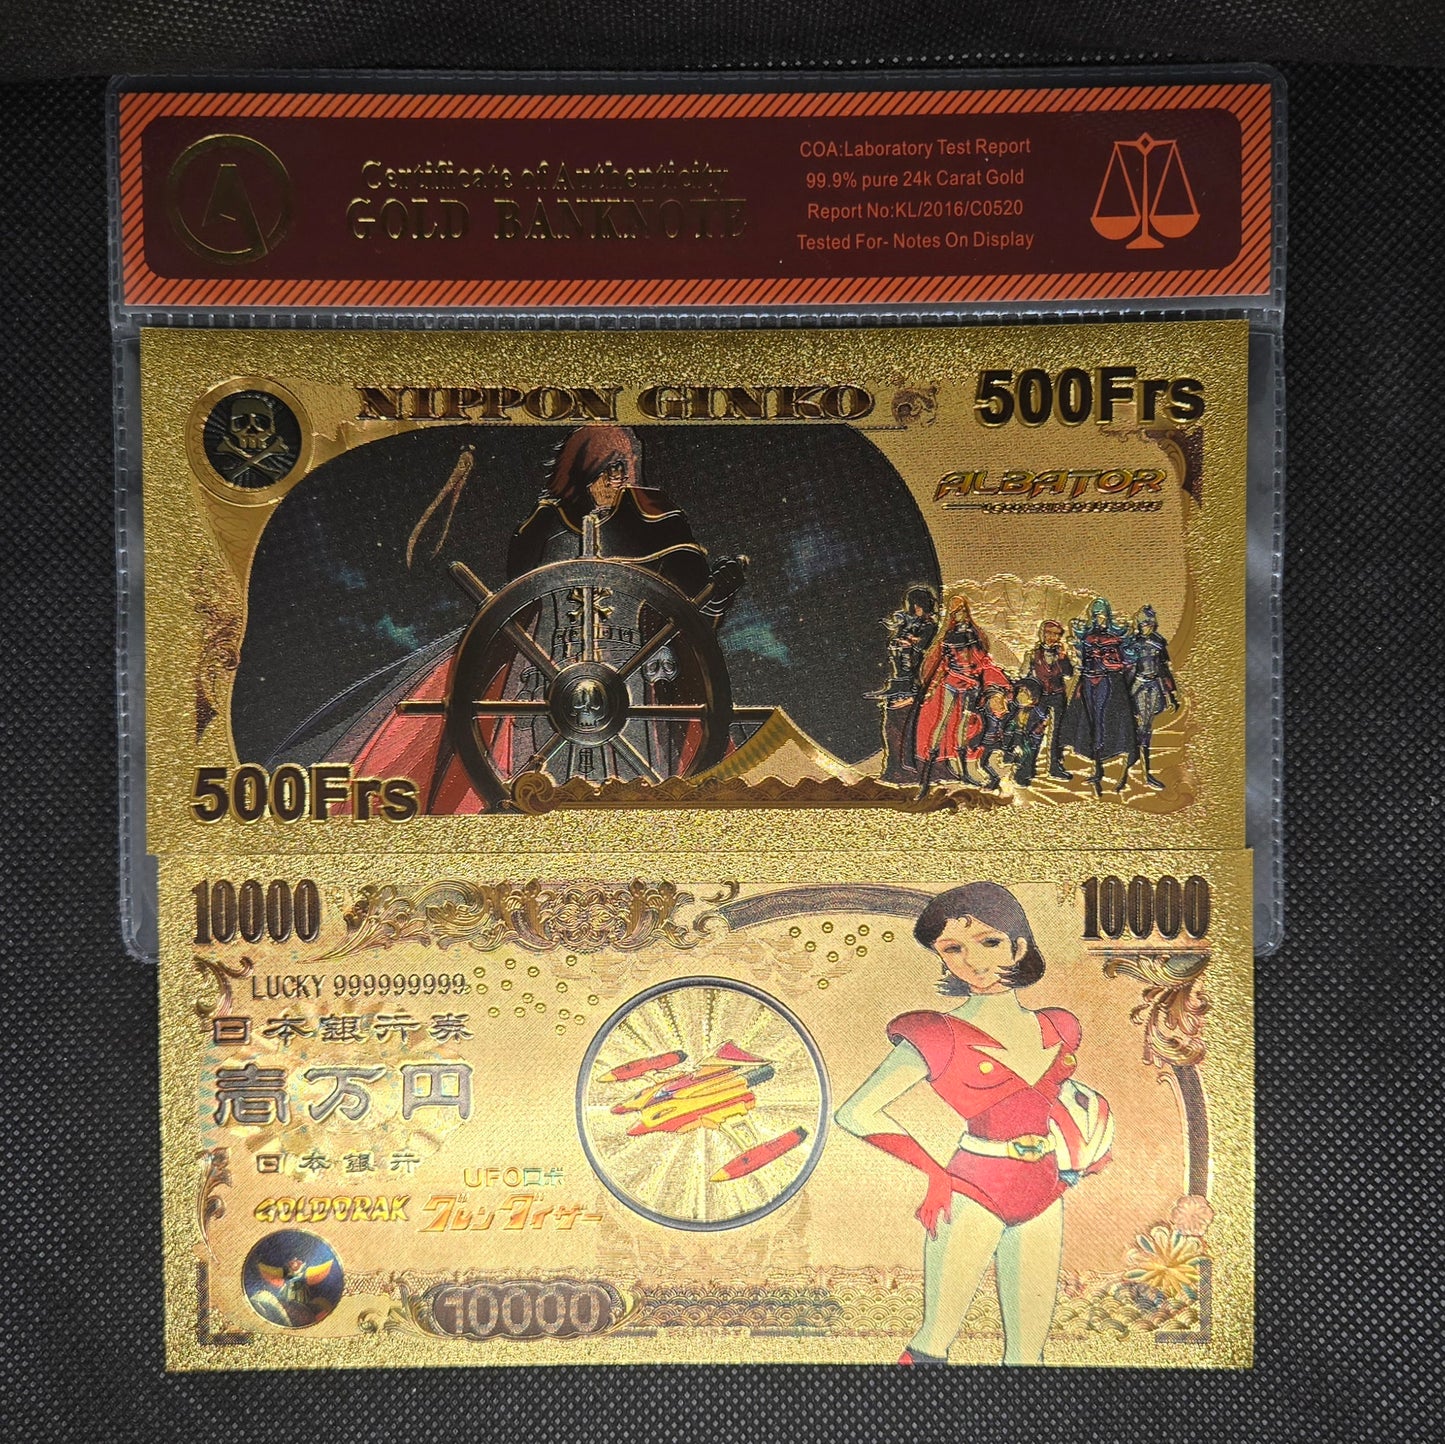 A
Certificate of Authenticity
GOLD BANKNOTE
COA:Laboratory Test Report
99.9% pure 24k Carat Gold
Report No:KL/2016/C0520
Tested For- Notes On Display
NIPPON GINKO
500Frs
ALBATOR
500Frs
10000
10000
LUCKY 999999999
日本銀行券
壱万円
日本銀行
UFOロボ
GOLDORAK グレンダイザー
10000